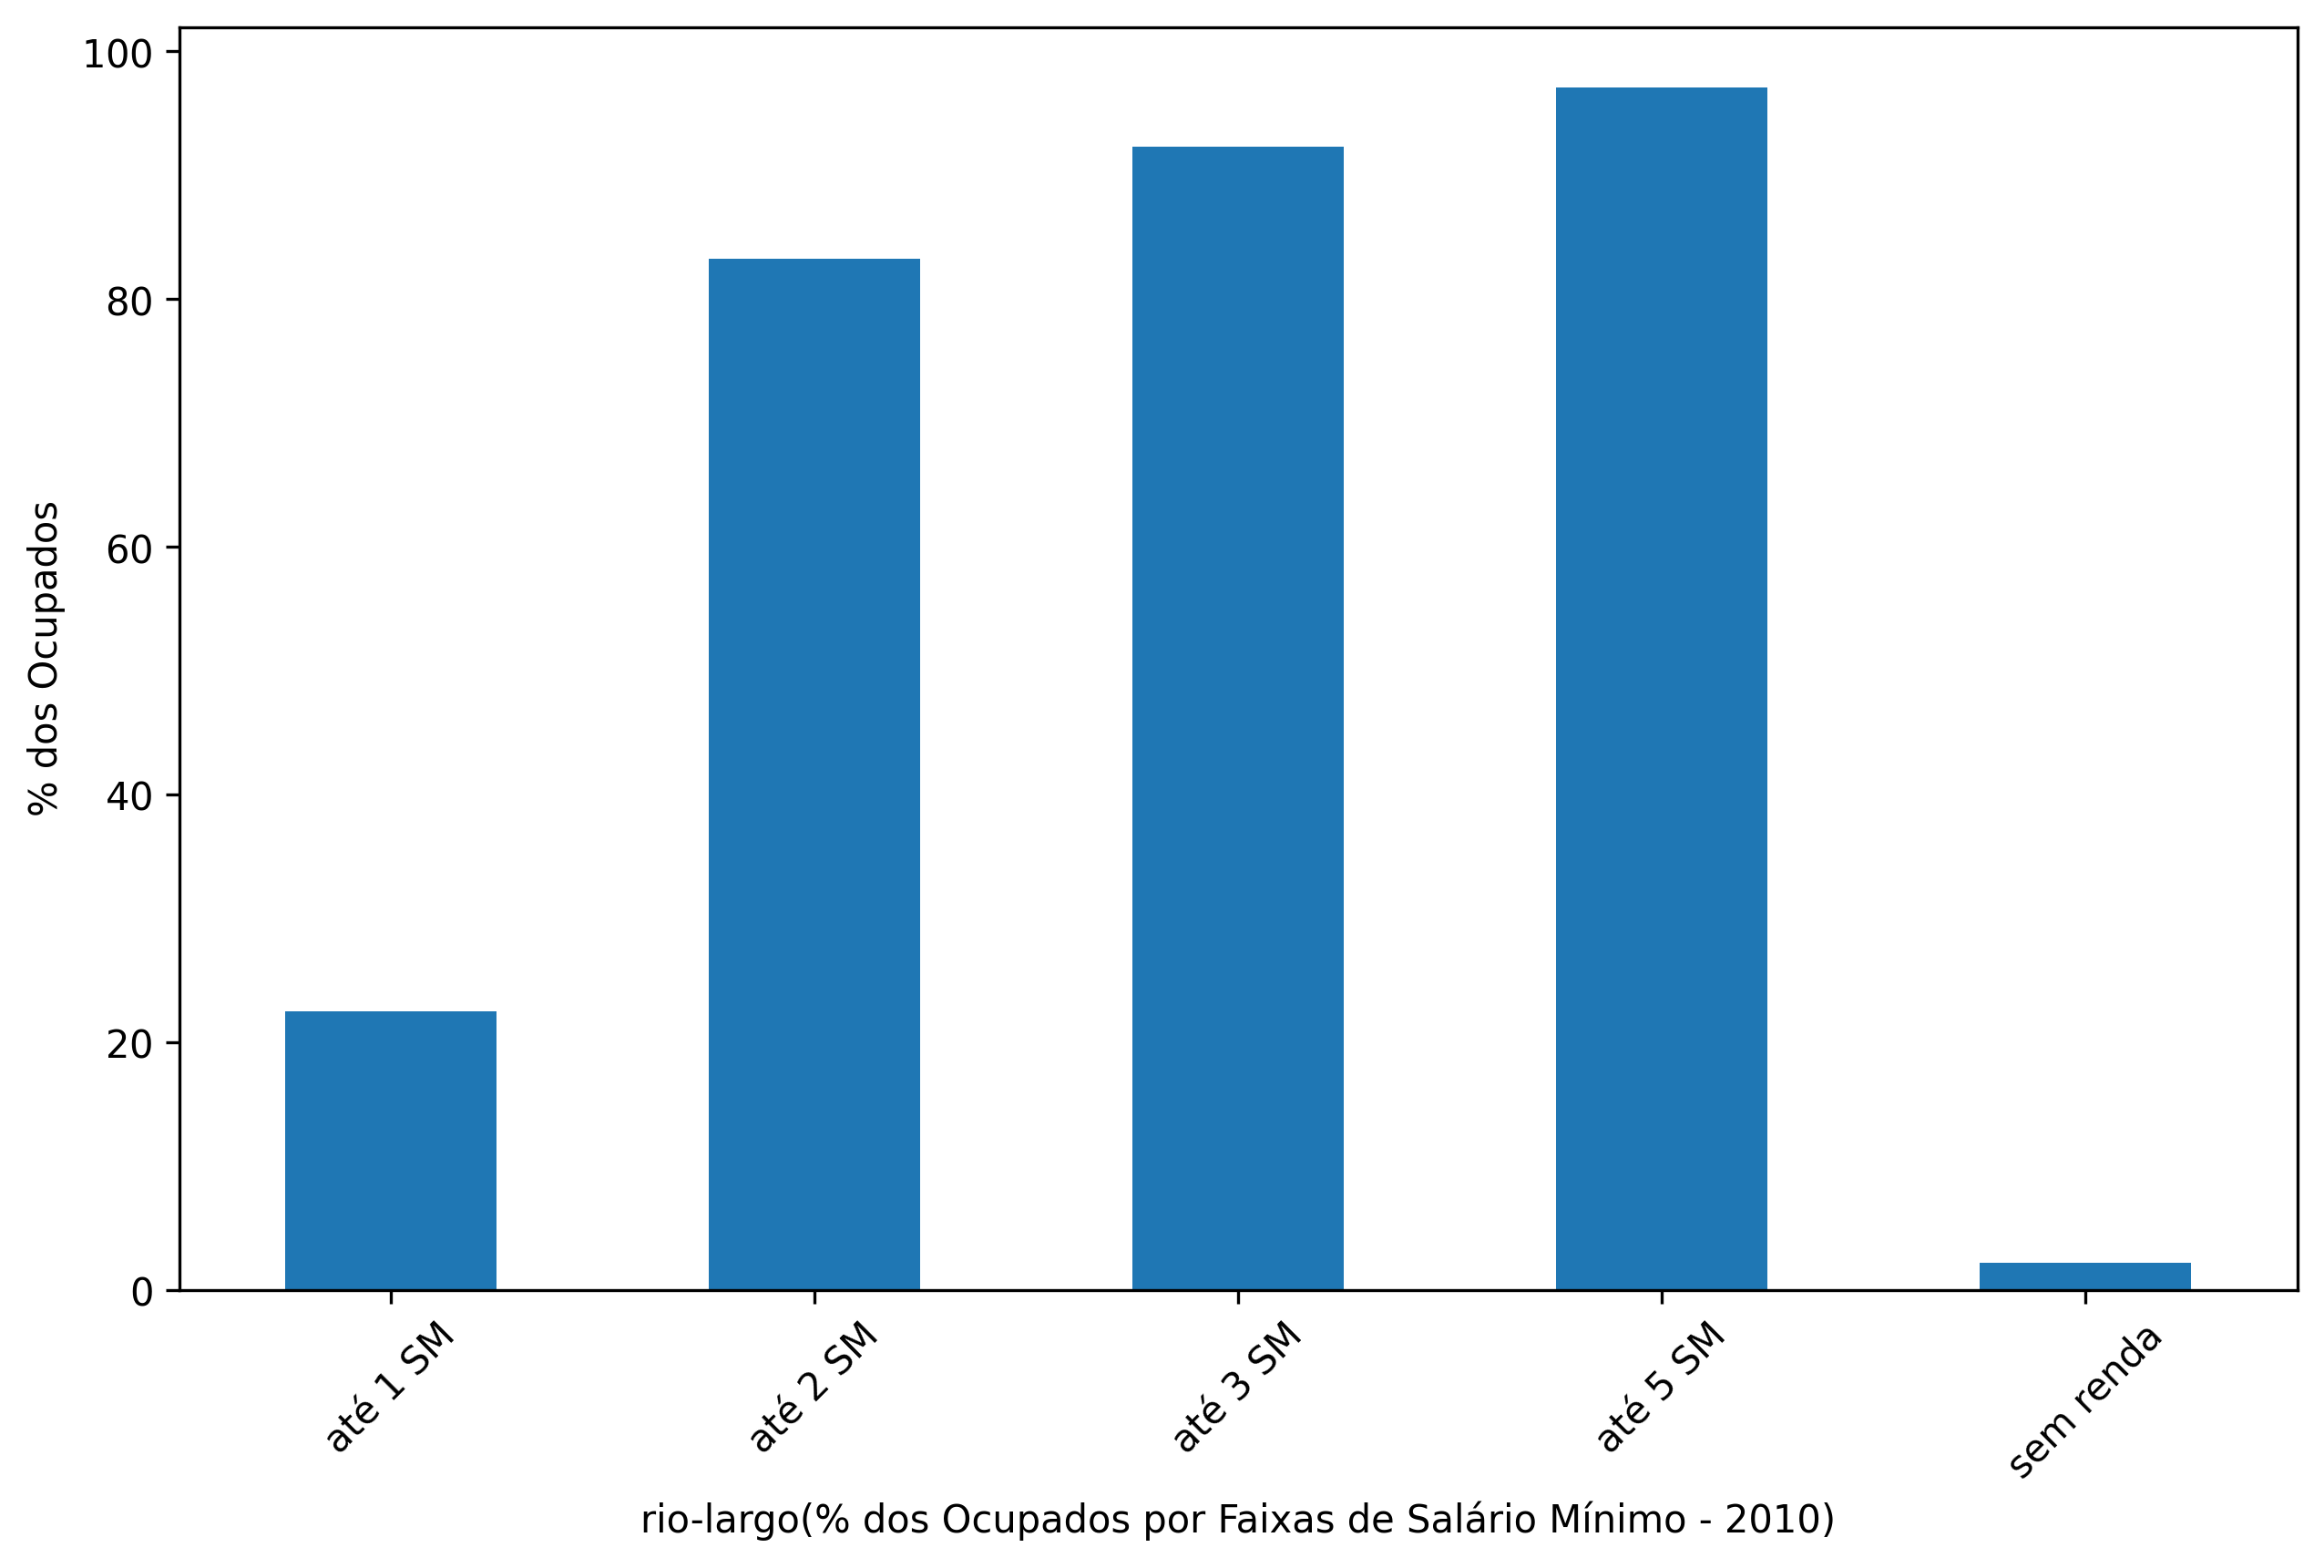 100
80
60
40
20
0
% dos Ocupados
até 1 SM
até 2 SM
até 3 SM
até 5 SM
sem renda
rio-largo(% dos Ocupados por Faixas de Salário Mínimo - 2010)